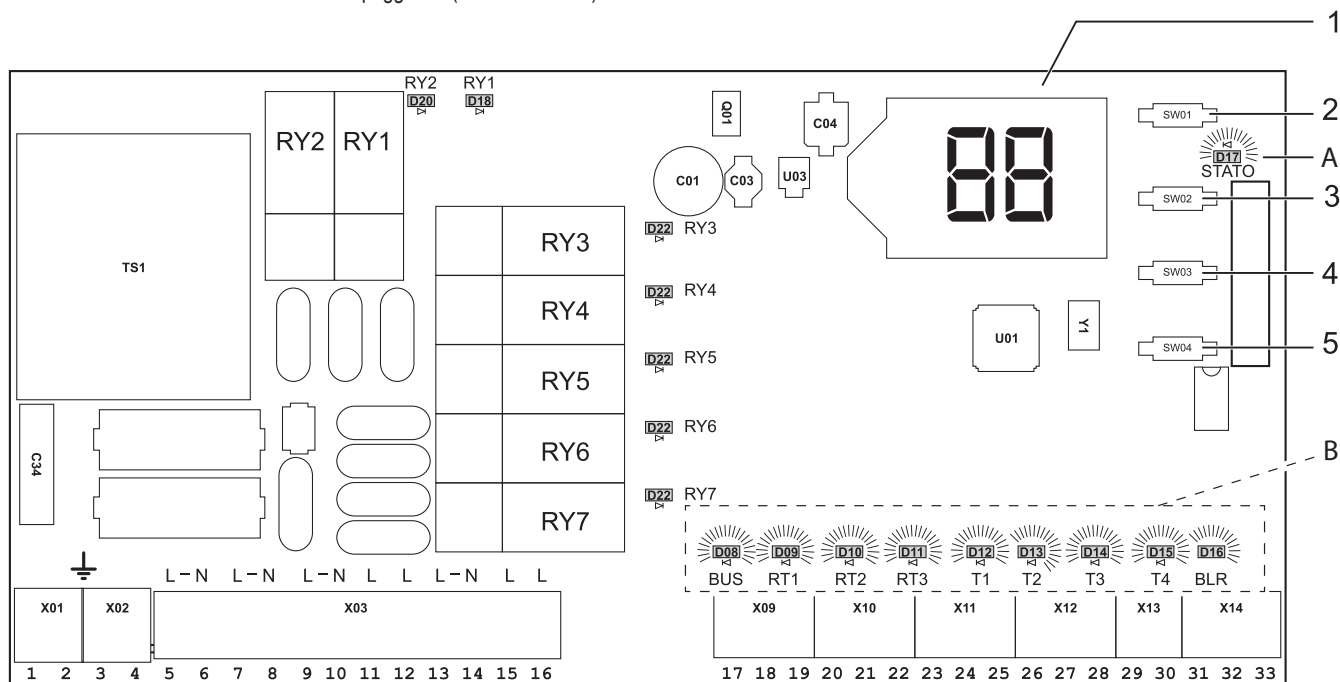 1
RY2 RY1
D20 D18
RY2 RY1
Q01
C04
88
SW01
2
D17
STATO
A
C01
C03
U03
SW02
3
TS1
RY3
D22 RY3
SW03
4
RY4
D22 RY4
U01
Y1
SW04
5
RY5
D22 RY5
RY6
D22 RY6
B
C34
RY7
D22 RY7
D08 D09 D10 D11 D12 D13 D14 D15 D16
BUS RT1 RT2 RT3 T1 T2 T3 T4 BLR
L-N L-N L-N L L L-N L L
X01 X02 X03 X09 X10 X11 X12 X13 X14
1 2 3 4 5 6 7 8 9 10 11 12 13 14 15 16 17 18 19 20 21 22 23 24 25 26 27 28 29 30 31 32 33